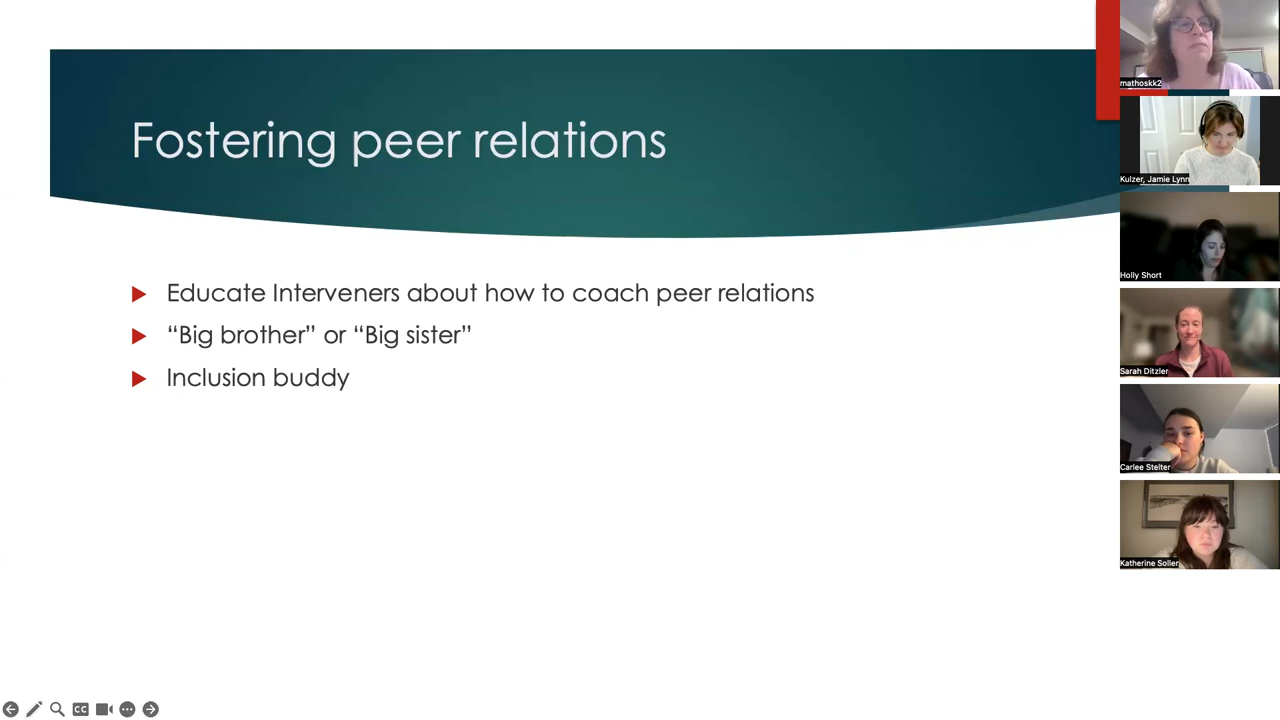 Fostering peer relations
Educate Interveners about how to coach peer relations
“Big brother” or “Big sister”
Inclusion buddy
mathoskk2
Kulzer, Jamie Lynn
Holly Short
Sarah Ditzler
Carlee Stelter
Katherine Soller
CC